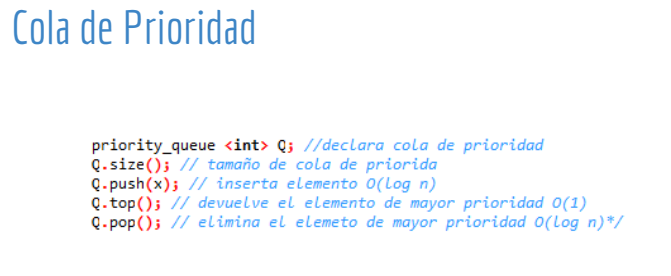 Cola de Prioridad
priority_queue <int> Q; //declara cola de prioridad
Q.size(); // tamaño de cola de priorida
Q.push(x); // inserta elemento O(log n)
Q.top(); // devuelve el elemento de mayor prioridad O(1)
Q.pop(); // elimina el elemeto de mayor prioridad O(log n)*/